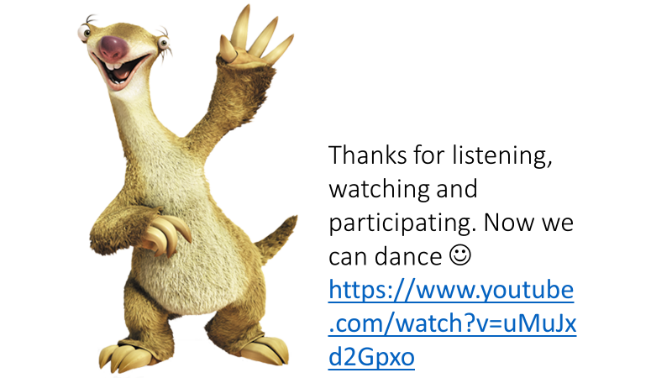 Thanks for listening,
watching and
participating. Now we
can dance ☺
https://www.youtube
.com/watch?v=uMuJx
d2Gpxo